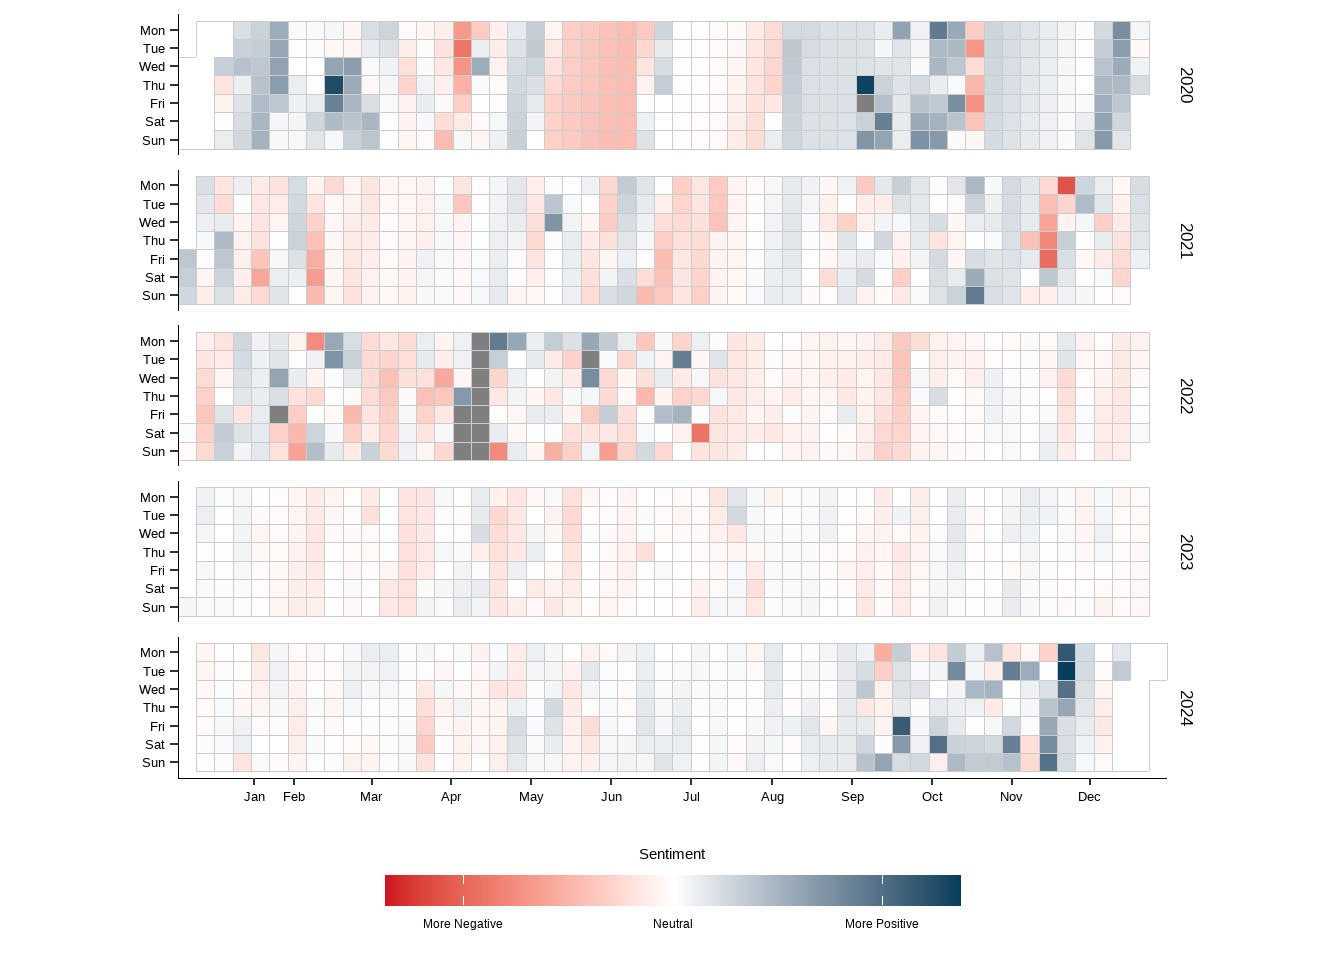 Mon
Tue
Wed
Thu
Fri
Sat
Sun
2020
Mon
Tue
Wed
Thu
Fri
Sat
Sun
2021
Mon
Tue
Wed
Thu
Fri
Sat
Sun
2022
Mon
Tue
Wed
Thu
Fri
Sat
Sun
2023
Mon
Tue
Wed
Thu
Fri
Sat
Sun
2024
Jan Feb Mar Apr May Jun Jul Aug Sep Oct Nov Dec
Sentiment
More Negative Neutral More Positive